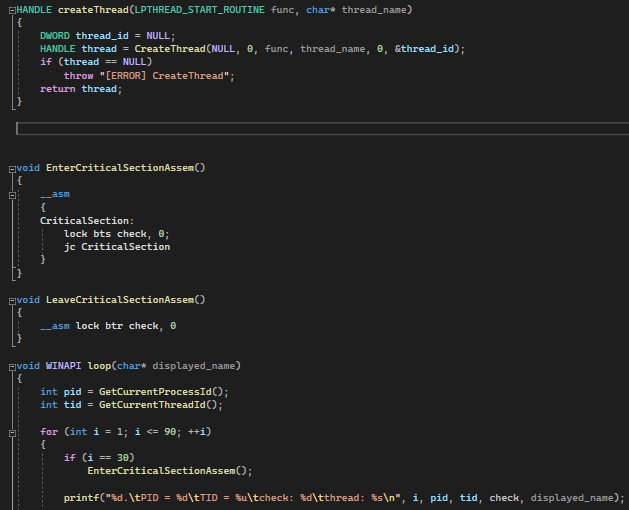 HANDLE createThread(LPTHREAD_START_ROUTINE func, char* thread_name)
{
DWORD thread_id = NULL;
HANDLE thread = CreateThread(NULL, 0, func, thread_name, 0, &thread_id);
if (thread == NULL)
throw "[ERROR] CreateThread";
return thread;
}
void EnterCriticalSectionAssem()
{
__asm
{
CriticalSection:
lock bts check, 0;
jc CriticalSection
}
}
void LeaveCriticalSectionAssem()
{
__asm lock btr check, 0
}
void WINAPI loop(char* displayed_name)
{
int pid = GetCurrentProcessId();
int tid = GetCurrentThreadId();
for (int i = 1; i <= 90; ++i)
{
if (i == 30)
EnterCriticalSectionAssem();
printf("%d.\tPID = %d\tTID = %u\tcheck: %d\tthread: %s\n", i, pid, tid, check, displayed_name);